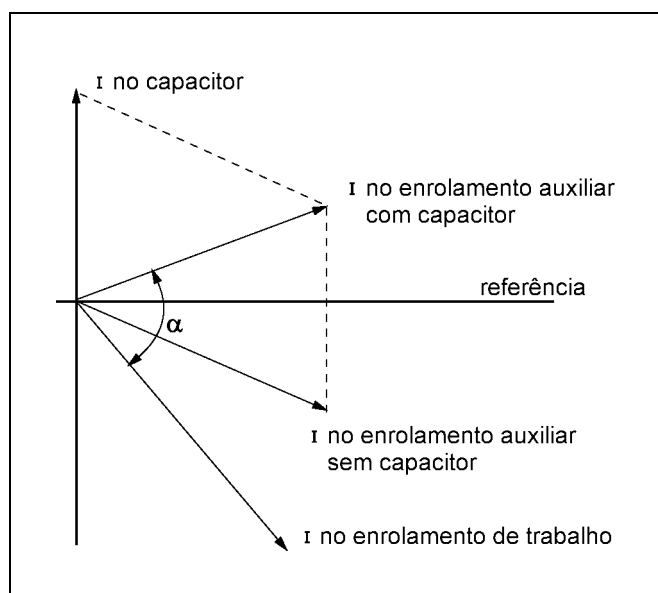 I no capacitor
I no enrolamento auxiliar
com capacitor
referência
α
I no enrolamento auxiliar
sem capacitor
I no enrolamento de trabalho